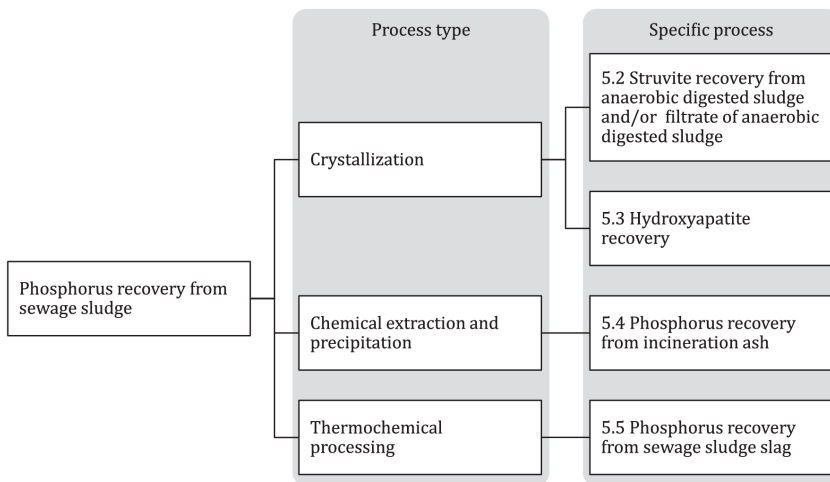 Process type
Specific process
5.2 Struvite recovery from
anaerobic digested sludge
and/or filtrate of anaerobic
digested sludge
Crystallization
5.3 Hydroxyapatite
recovery
Phosphorus recovery from
sewage sludge
Chemical extraction and
precipitation
5.4 Phosphorus recovery
from incineration ash
Thermochemical
processing
5.5 Phosphorus recovery
from sewage sludge slag